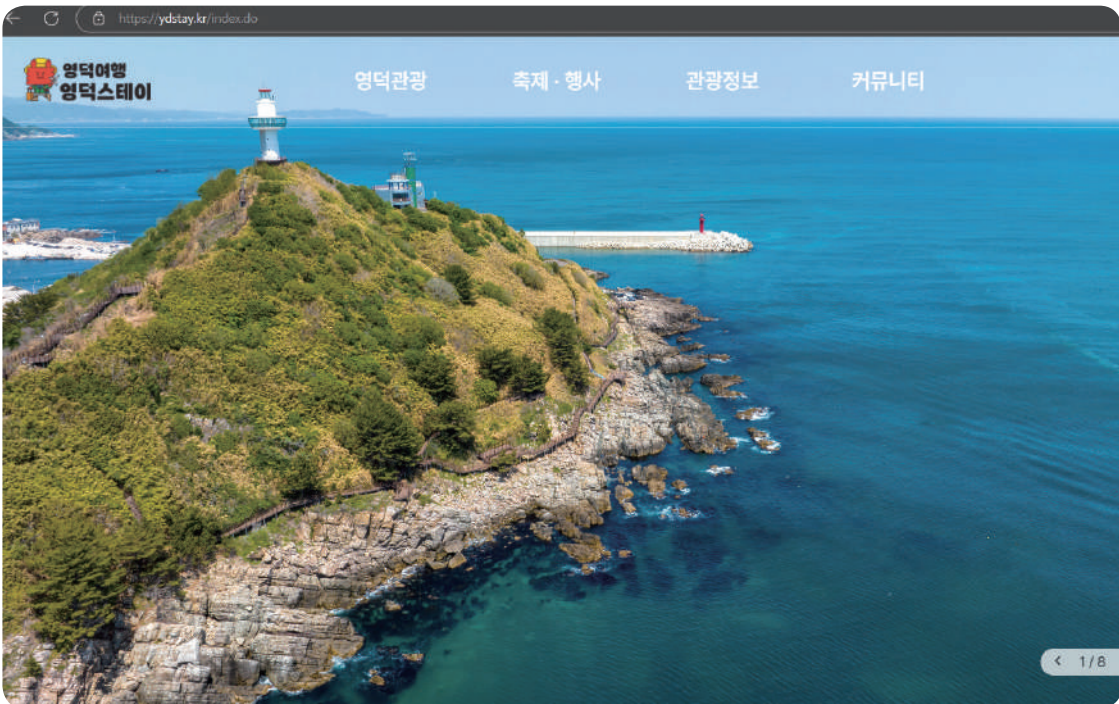 https://ydstay.kr/index.do
영덕여행
영덕스테이
영덕관광 축제 · 행사 관광정보 커뮤니티
< 1/8